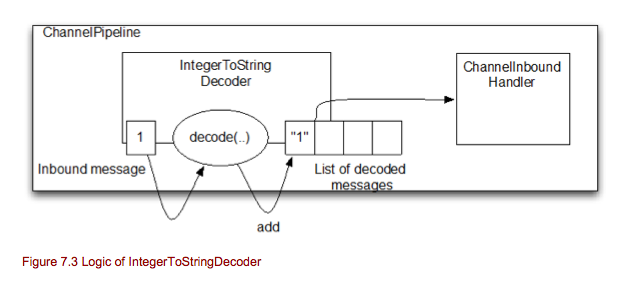 ChannelPipeline
IntegerToString
Decoder
ChannelInbound
Handler
1
decode(..)
"1"
Inbound message
List of decoded
messages
add
Figure 7.3 Logic of IntegerToStringDecoder